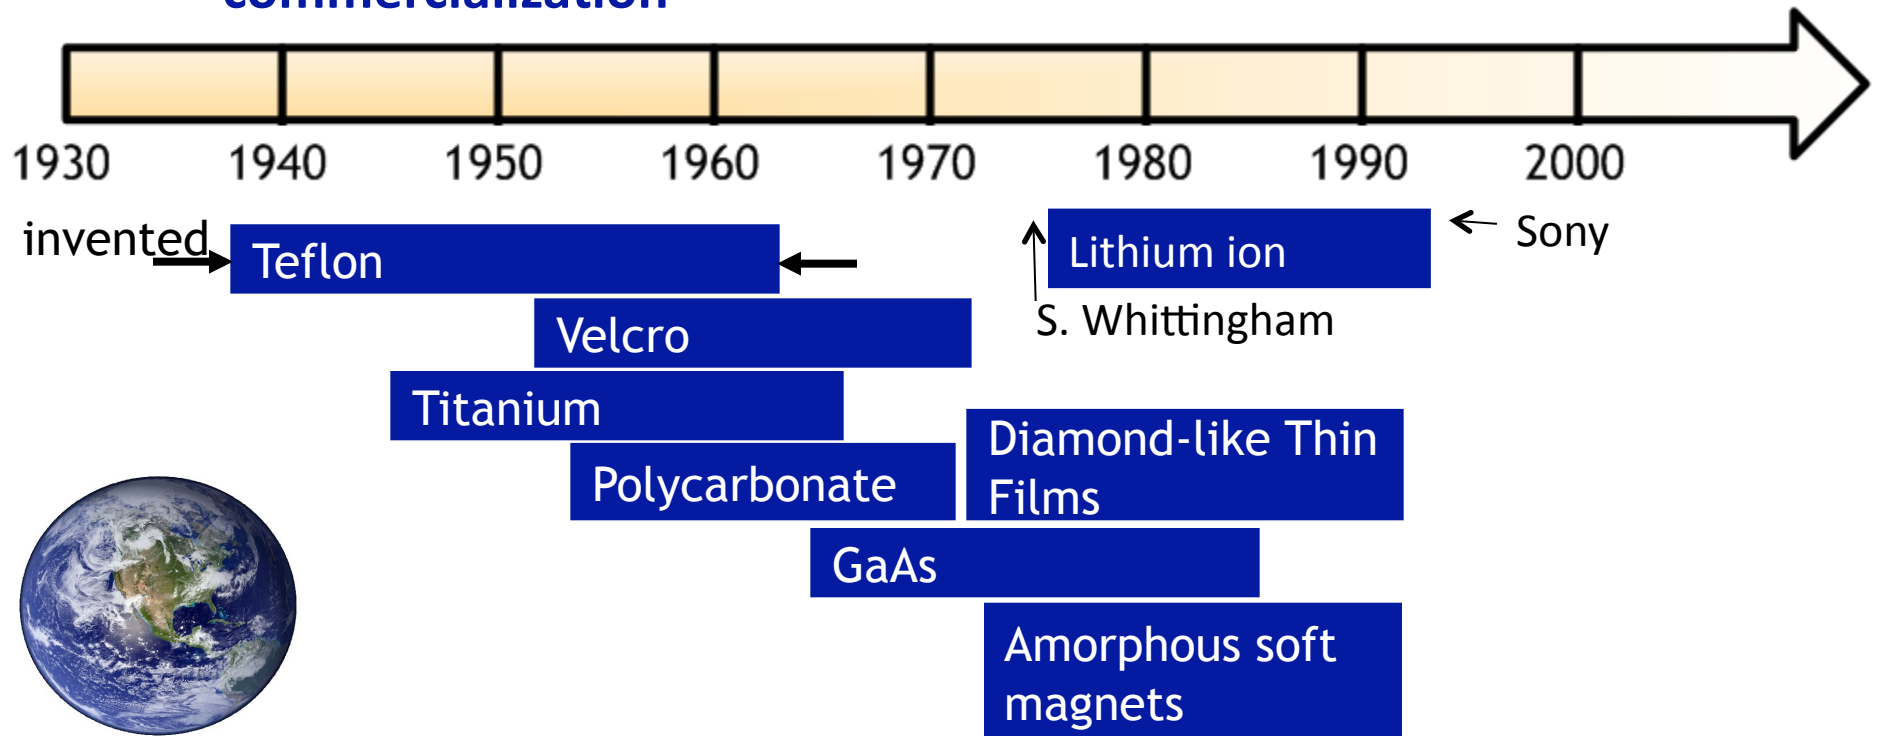 commercialization
1930 1940 1950 1960 1970 1980 1990 2000
invented
Teflon
Lithium ion
Sony
S. Whittingham
Velcro
Titanium
Polycarbonate
Diamond-like Thin
Films
GaAs
Amorphous soft
magnets